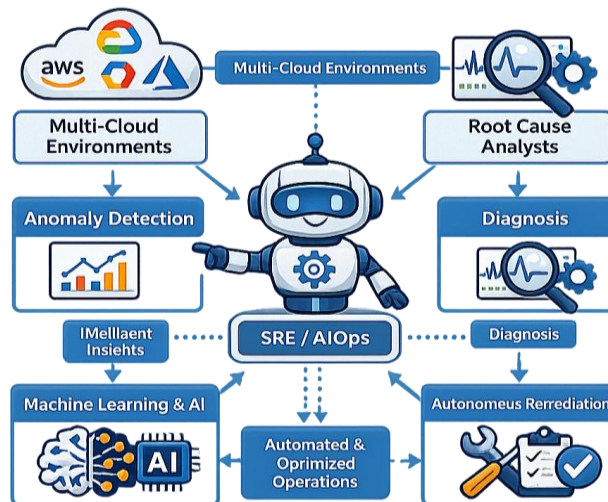 aws
Multi-Cloud Environments
Multi-Cloud
Environments
Root Cause
Analysts
Anomaly Detection
Diagnosis
IMelllaent
Insiehts
SRE / AIOps
Diagnosis
Machine Learning & AI
AI
Automated &
Oprimized
Operations
Autonomeus Rerrediation